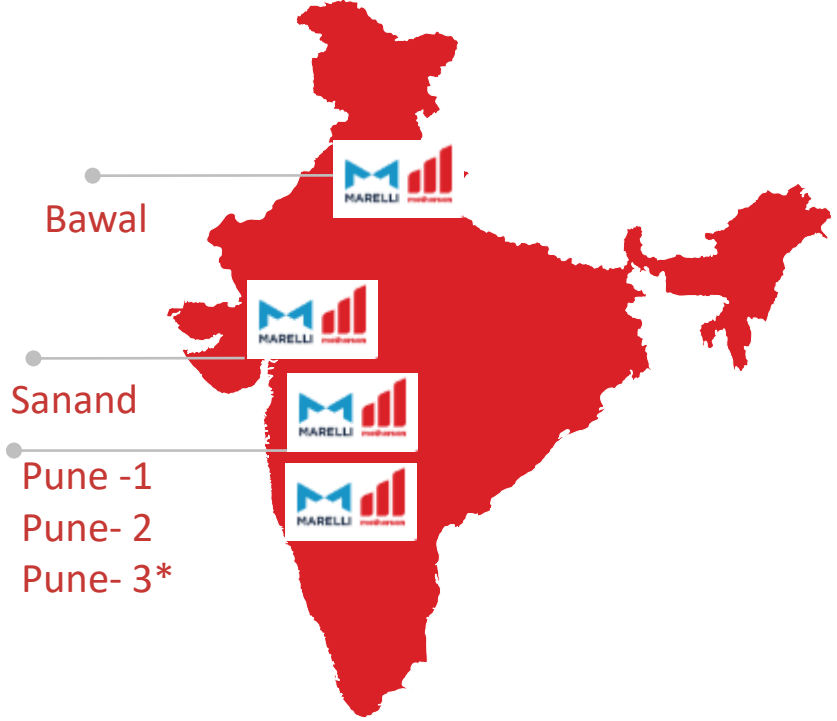 MARELLI motherson
Bawal
MARELLI motherson
Sanand
MARELLI motherson
Pune -1
MARELLI motherson
Pune- 2
Pune- 3*